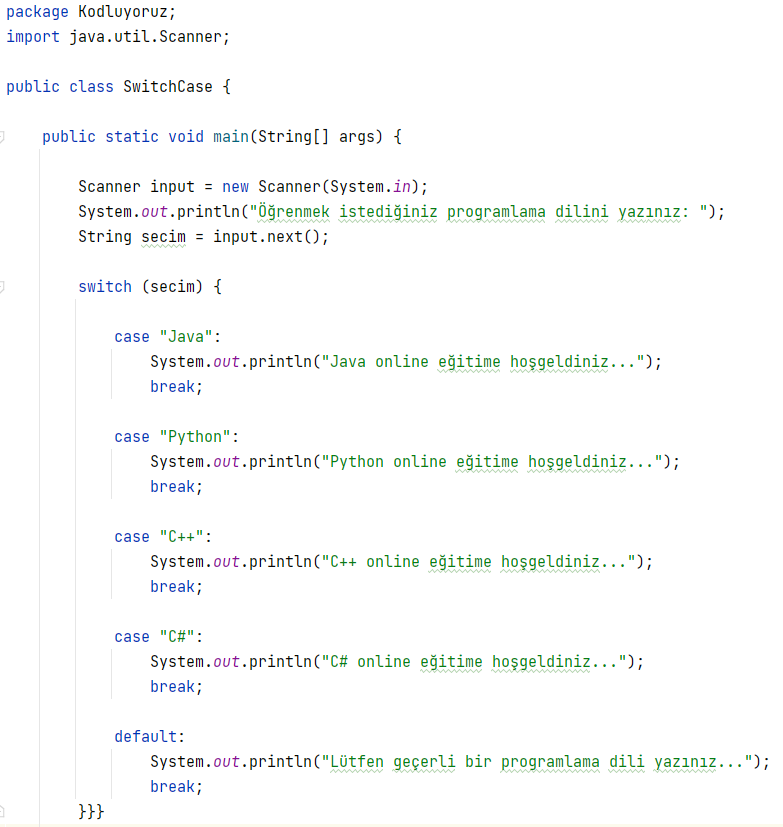 package Kodluyoruz;
import java.util.Scanner;
public class SwitchCase {
public static void main(String[] args) {
Scanner input = new Scanner(System.in);
System.out.println("Öğrenmek istediğiniz programlama dilini yazınız: ");
String secim = input.next();
switch (secim) {
case "Java":
System.out.println("Java online eğitime hoşgeldiniz...");
break;
case "Python":
System.out.println("Python online eğitime hoşgeldiniz...");
break;
case "C++":
System.out.println("C++ online eğitime hoşgeldiniz...");
break;
case "C#":
System.out.println("C# online eğitime hoşgeldiniz...");
break;
default:
System.out.println("Lütfen geçerli bir programlama dili yazınız...");
break;
}}}